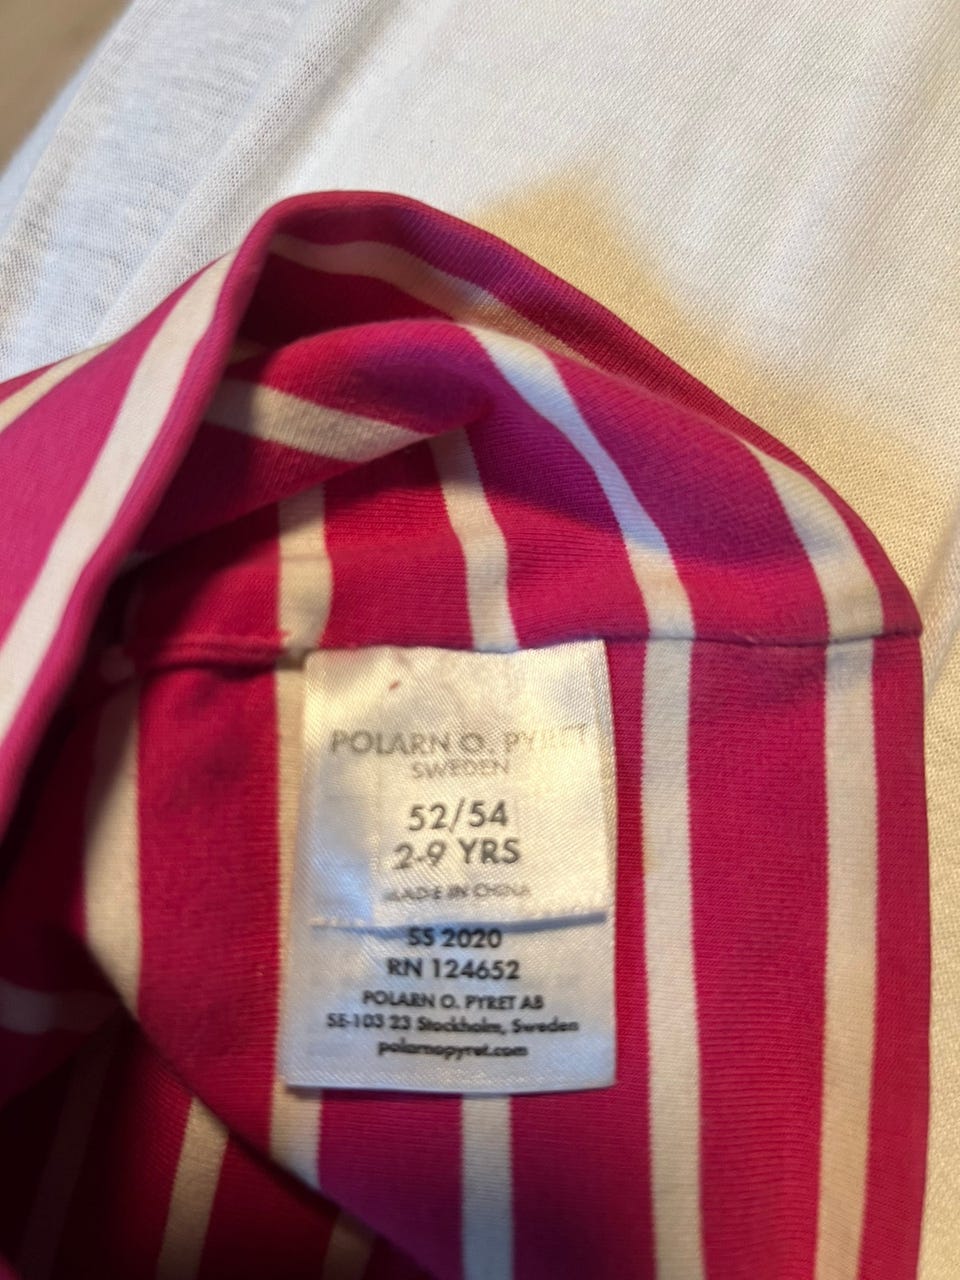 POLARN O. PYRET
SWEDEN
52/54
2-9 YRS
MADE IN CHINA
SS 2020
RN 124652
POLARN O. PYRET AB
SE-103 23 Stockholm, Sweden
polarnopyret.com